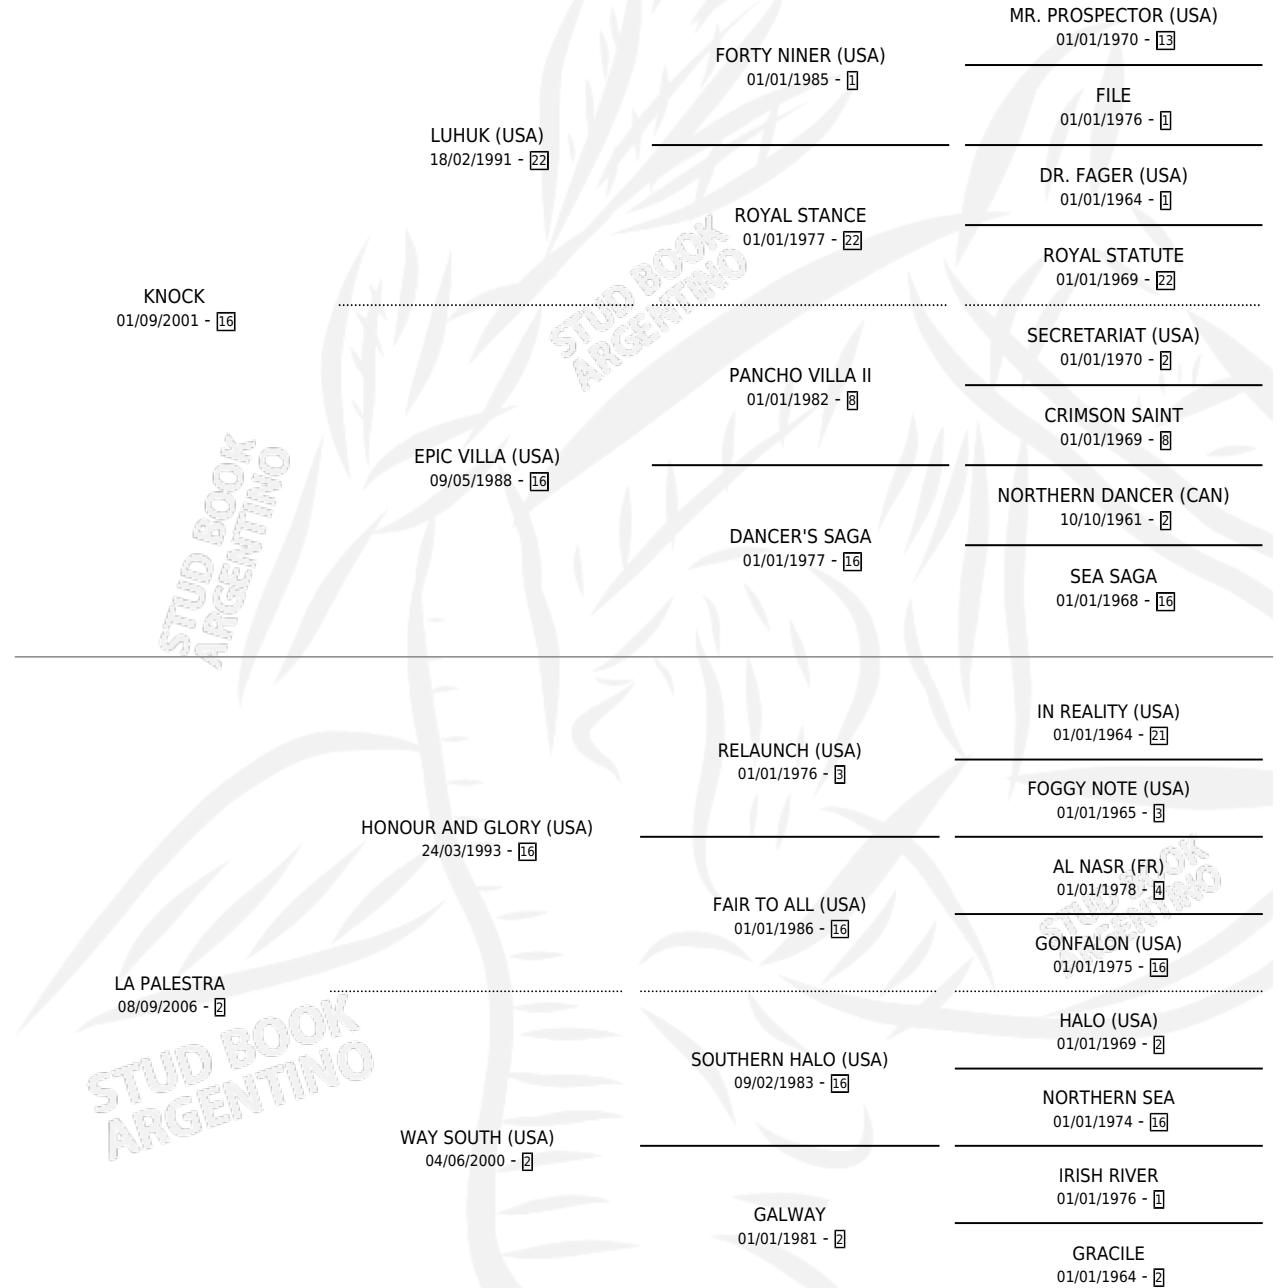 MR. PROSPECTOR (USA)
01/01/1970 - 13
FORTY NINER (USA)
01/01/1985 - 1
FILE
01/01/1976 - 1
LUHUK (USA)
18/02/1991 - 22
DR. FAGER (USA)
01/01/1964 - 1
ROYAL STANCE
01/01/1977 - 22
ROYAL STATUTE
01/01/1969 - 22
KNOCK
01/09/2001 - 16
STUD BOOK
ARGENTINO
SECRETARIAT (USA)
01/01/1970 - 2
PANCHO VILLA II
01/01/1982 - 8
CRIMSON SAINT
01/01/1969 - 8
EPIC VILLA (USA)
09/05/1988 - 16
NORTHERN DANCER (CAN)
10/10/1961 - 2
DANCER'S SAGA
01/01/1977 - 16
SEA SAGA
01/01/1968 - 16
STUD BOOK
ARGENTINO
IN REALITY (USA)
01/01/1964 - 21
RELAUNCH (USA)
01/01/1976 - 3
FOGGY NOTE (USA)
01/01/1965 - 3
HONOUR AND GLORY (USA)
24/03/1993 - 16
AL NASR (FR)
01/01/1978 - 4
FAIR TO ALL (USA)
01/01/1986 - 16
STUD BOOK
ARGENTINO
GONFALON (USA)
01/01/1975 - 16
LA PALESTRA
08/09/2006 - 2
HALO (USA)
01/01/1969 - 2
SOUTHERN HALO (USA)
09/02/1983 - 16
STUD BOOK
ARGENTINO
NORTHERN SEA
01/01/1974 - 16
WAY SOUTH (USA)
04/06/2000 - 2
IRISH RIVER
01/01/1976 - 1
GALWAY
01/01/1981 - 2
GRACILE
01/01/1964 - 2